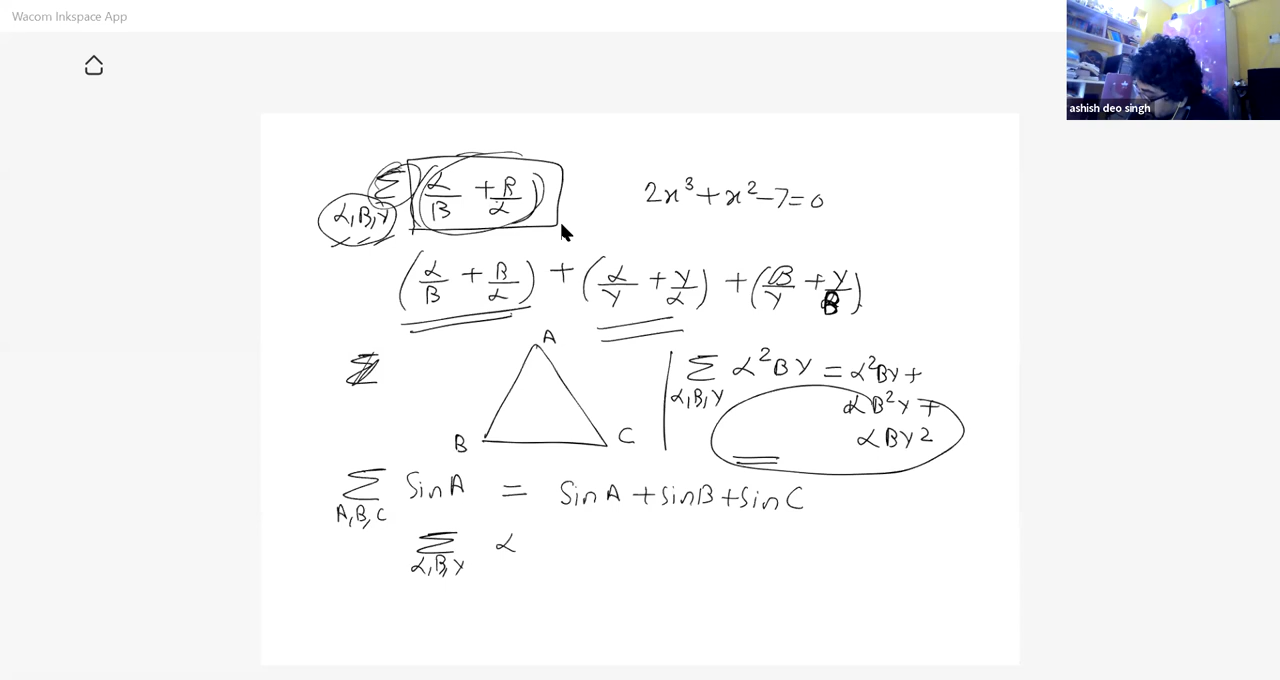 Wacom Inkspace App
ashish deo singh
Σ (α/β + β/α) 2x³ + x² - 7 = 0
α, β, γ
(α/β + β/α) + (α/γ + γ/α) + (β/γ + γ/β)
A
Σ α²βγ = α²βγ +
α, β, γ
αβ²γ +
αβγ²
B C
Σ sinA = sinA + sinB + sinC
A, B, C
Σ α
α, β, γ